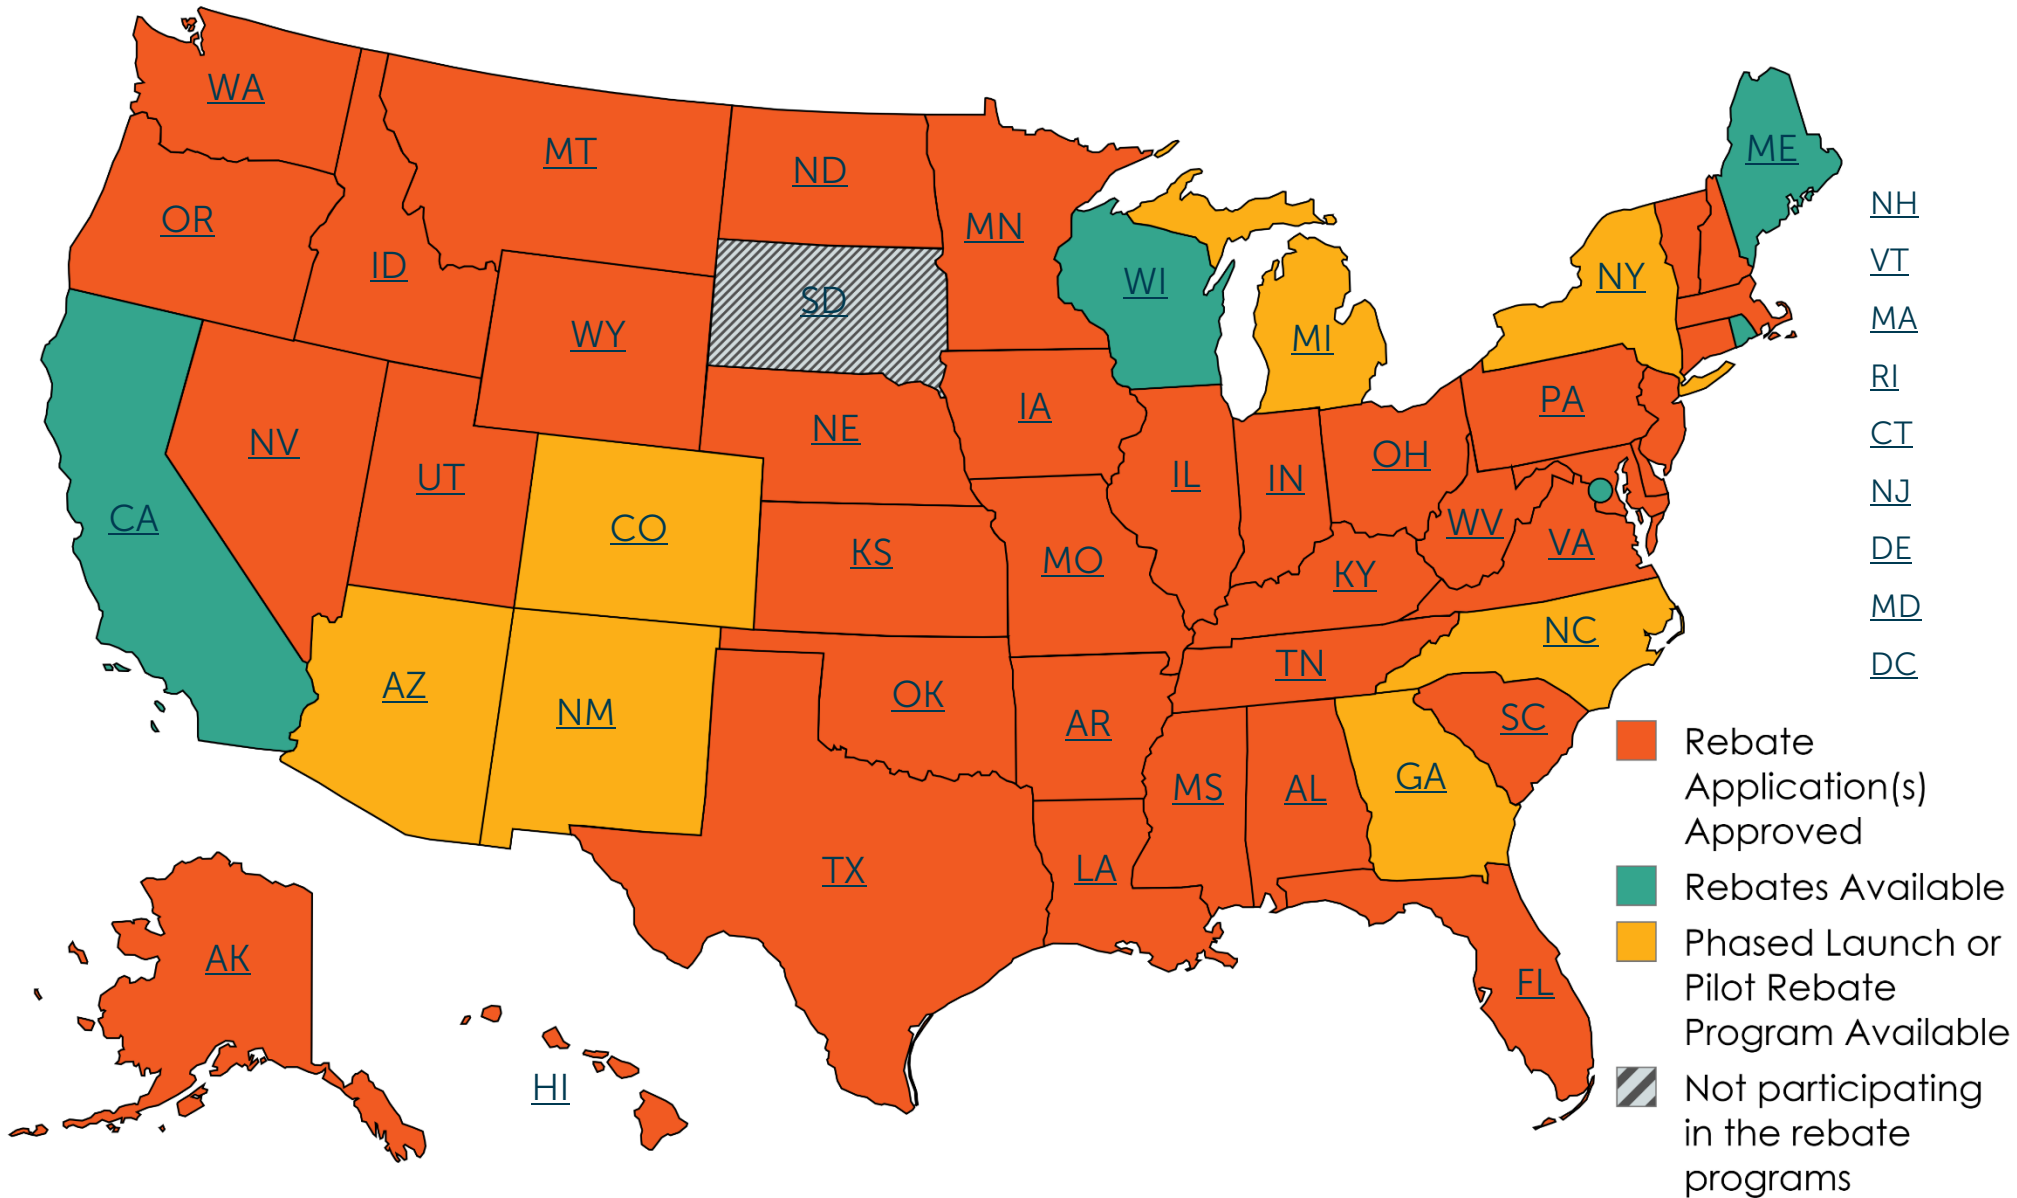 WA
MT
ND
ME
OR
ID
MN
NH
SD
WI
NY
VT
WY
MI
MA
RI
NV
UT
NE
IA
PA
CT
CA
CO
IL
IN
OH
NJ
KS
MO
WV
VA
DE
KY
MD
NC
DC
AZ
NM
OK
TN
AR
SC
MS
AL
GA
TX
LA
AK
FL
HI
Rebate
Application(s)
Approved
Rebates Available
Phased Launch or
Pilot Rebate
Program Available
Not participating
in the rebate
programs